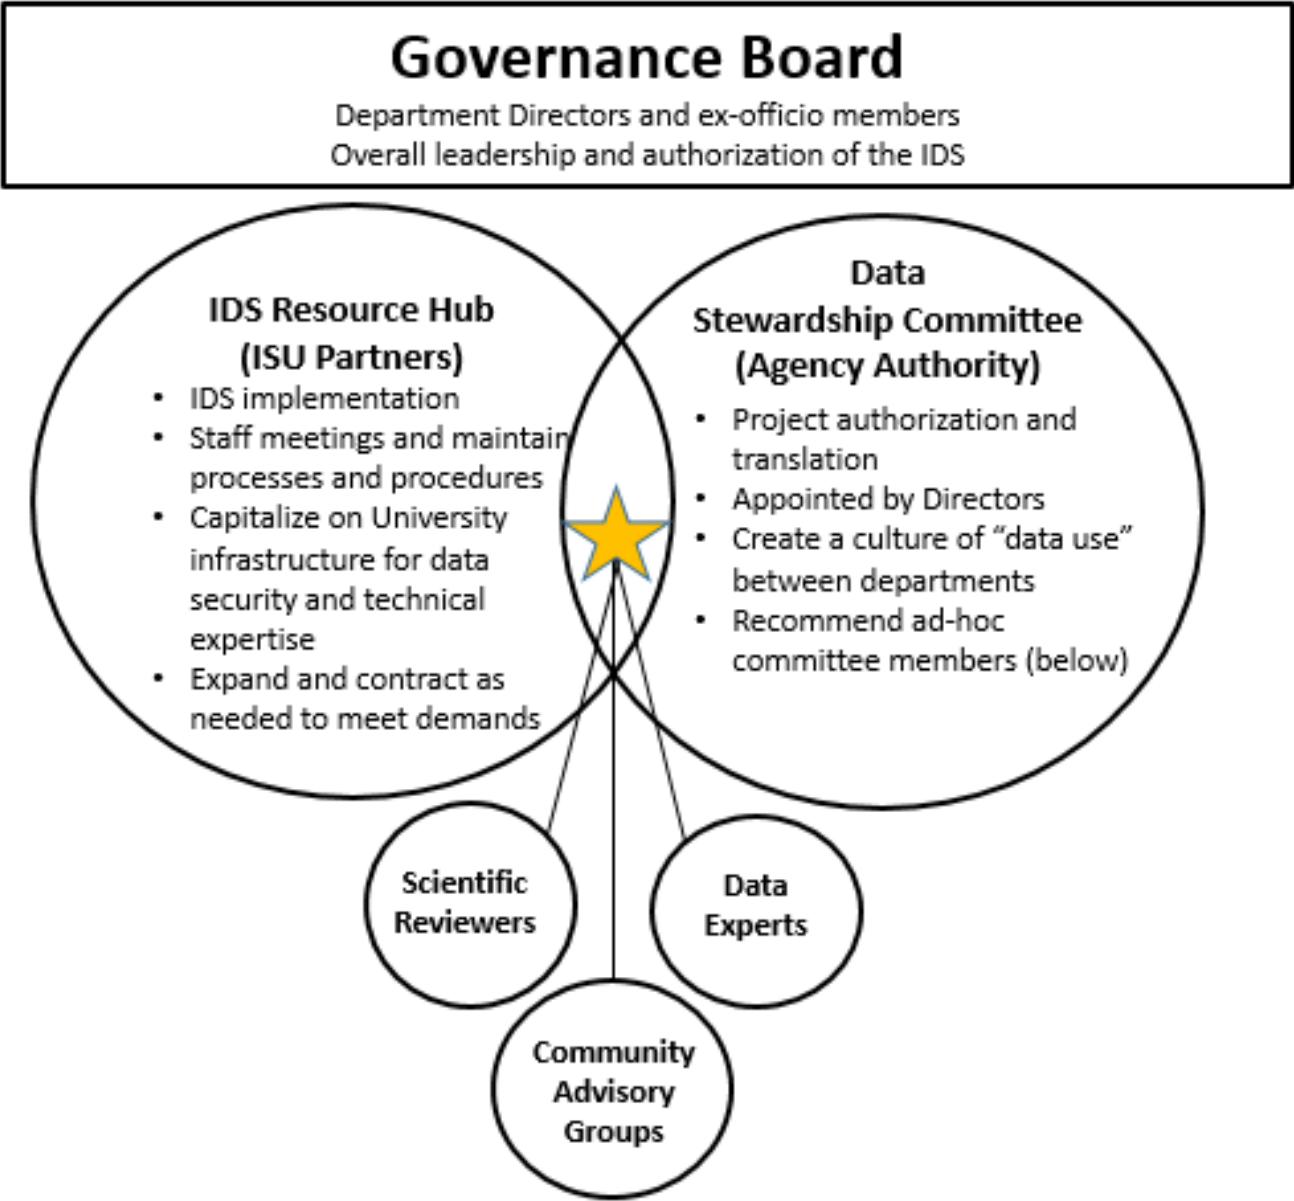 Governance Board
Department Directors and ex-officio members
Overall leadership and authorization of the IDS
IDS Resource Hub
(ISU Partners)
• IDS implementation
• Staff meetings and maintain
processes and procedures
• Capitalize on University
infrastructure for data
security and technical
expertise
• Expand and contract as
needed to meet demands
Data
Stewardship Committee
(Agency Authority)
• Project authorization and
translation
• Appointed by Directors
• Create a culture of “data use”
between departments
• Recommend ad-hoc
committee members (below)
Scientific
Reviewers
Data
Experts
Community
Advisory
Groups